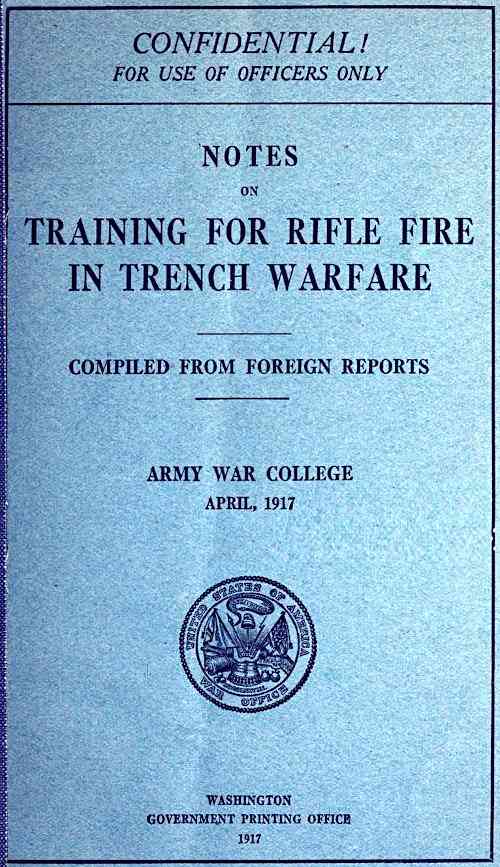 CONFIDENTIAL!
FOR USE OF OFFICERS ONLY
NOTES
ON
TRAINING FOR RIFLE FIRE
IN TRENCH WARFARE
COMPILED FROM FOREIGN REPORTS
ARMY WAR COLLEGE
APRIL, 1917
UNITED STATES OF AMERICA
WAR OFFICE
WASHINGTON
GOVERNMENT PRINTING OFFICE
1917